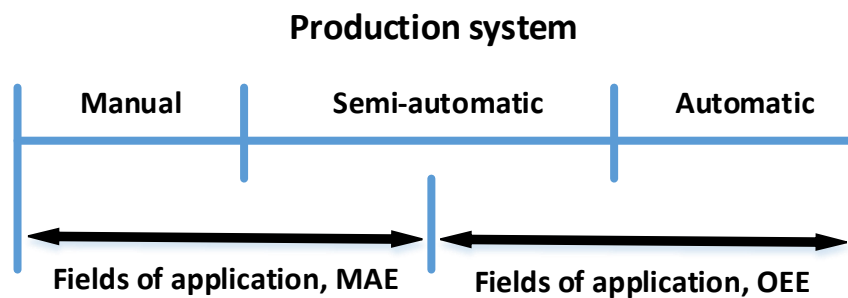 Production system
Manual Semi-automatic Automatic
Fields of application, MAE Fields of application, OEE